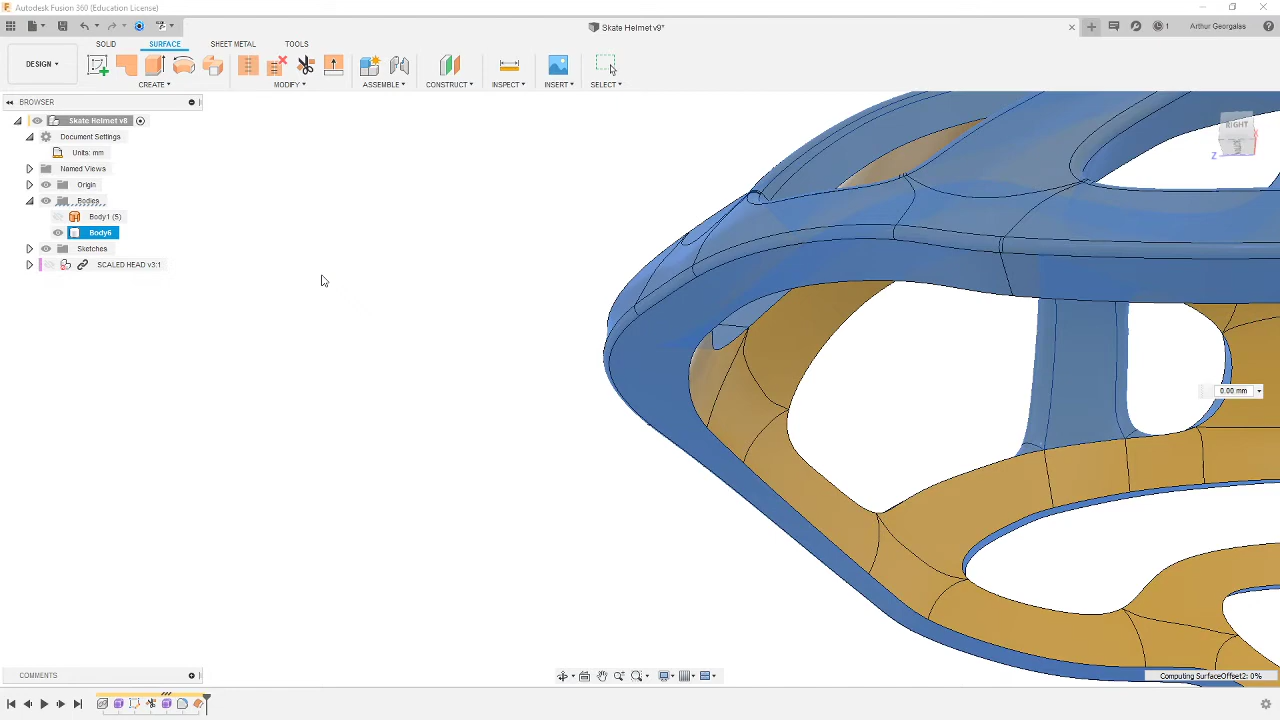 Autodesk Fusion 360 (Education License)
Skate Helmet v9*
1
Arthur Georgalas
DESIGN
SOLID
SURFACE
SHEET METAL
TOOLS
CREATE
MODIFY
ASSEMBLE
CONSTRUCT
INSPECT
INSERT
SELECT
BROWSER
Skate Helmet v8
Document Settings
Units: mm
Named Views
Origin
Bodies
Body1 (5)
Body6
Sketches
SCALED HEAD v3:1
RIGHT
Z
0.00 mm
COMMENTS
Computing SurfaceOffset2: 0%